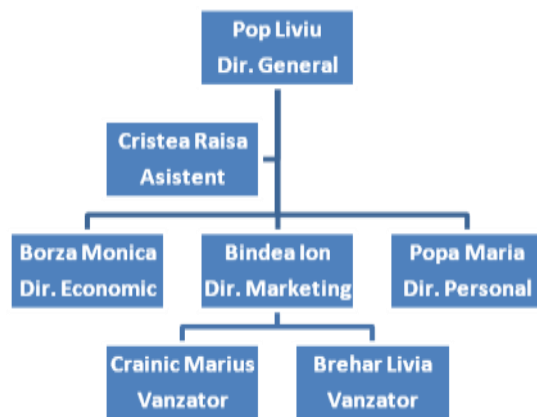 Pop Liviu
Dir. General
Cristea Raisa
Asistent
Borza Monica
Dir. Economic
Bindea Ion
Dir. Marketing
Popa Maria
Dir. Personal
Crainic Marius
Vanzator
Brehar Livia
Vanzator